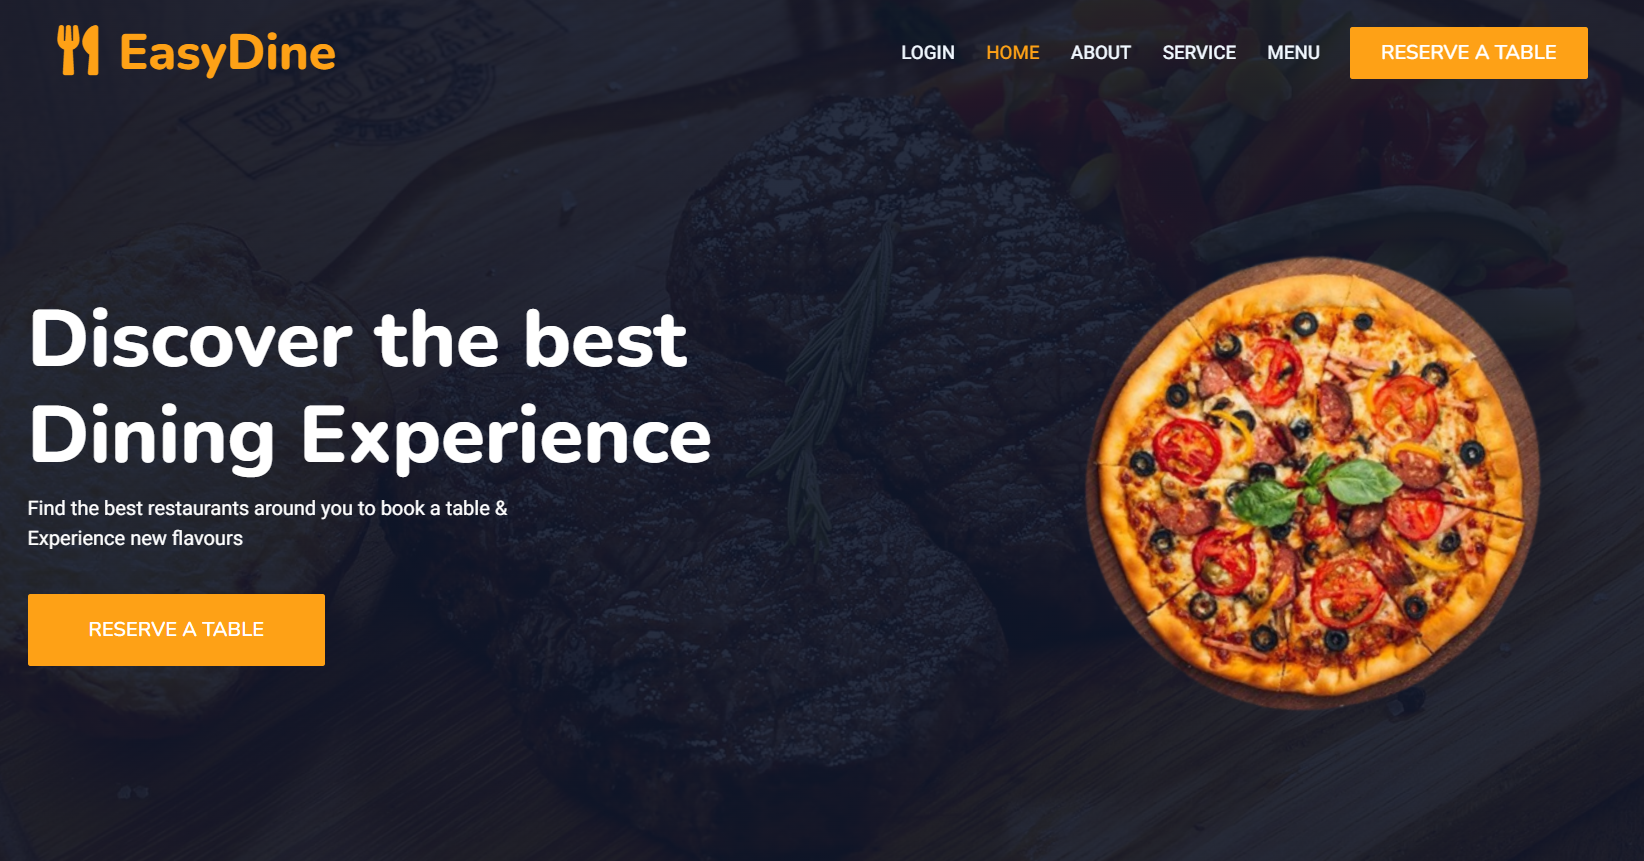 EasyDine
LOGIN HOME ABOUT SERVICE MENU RESERVE A TABLE
Discover the best
Dining Experience
Find the best restaurants around you to book a table &
Experience new flavours
RESERVE A TABLE